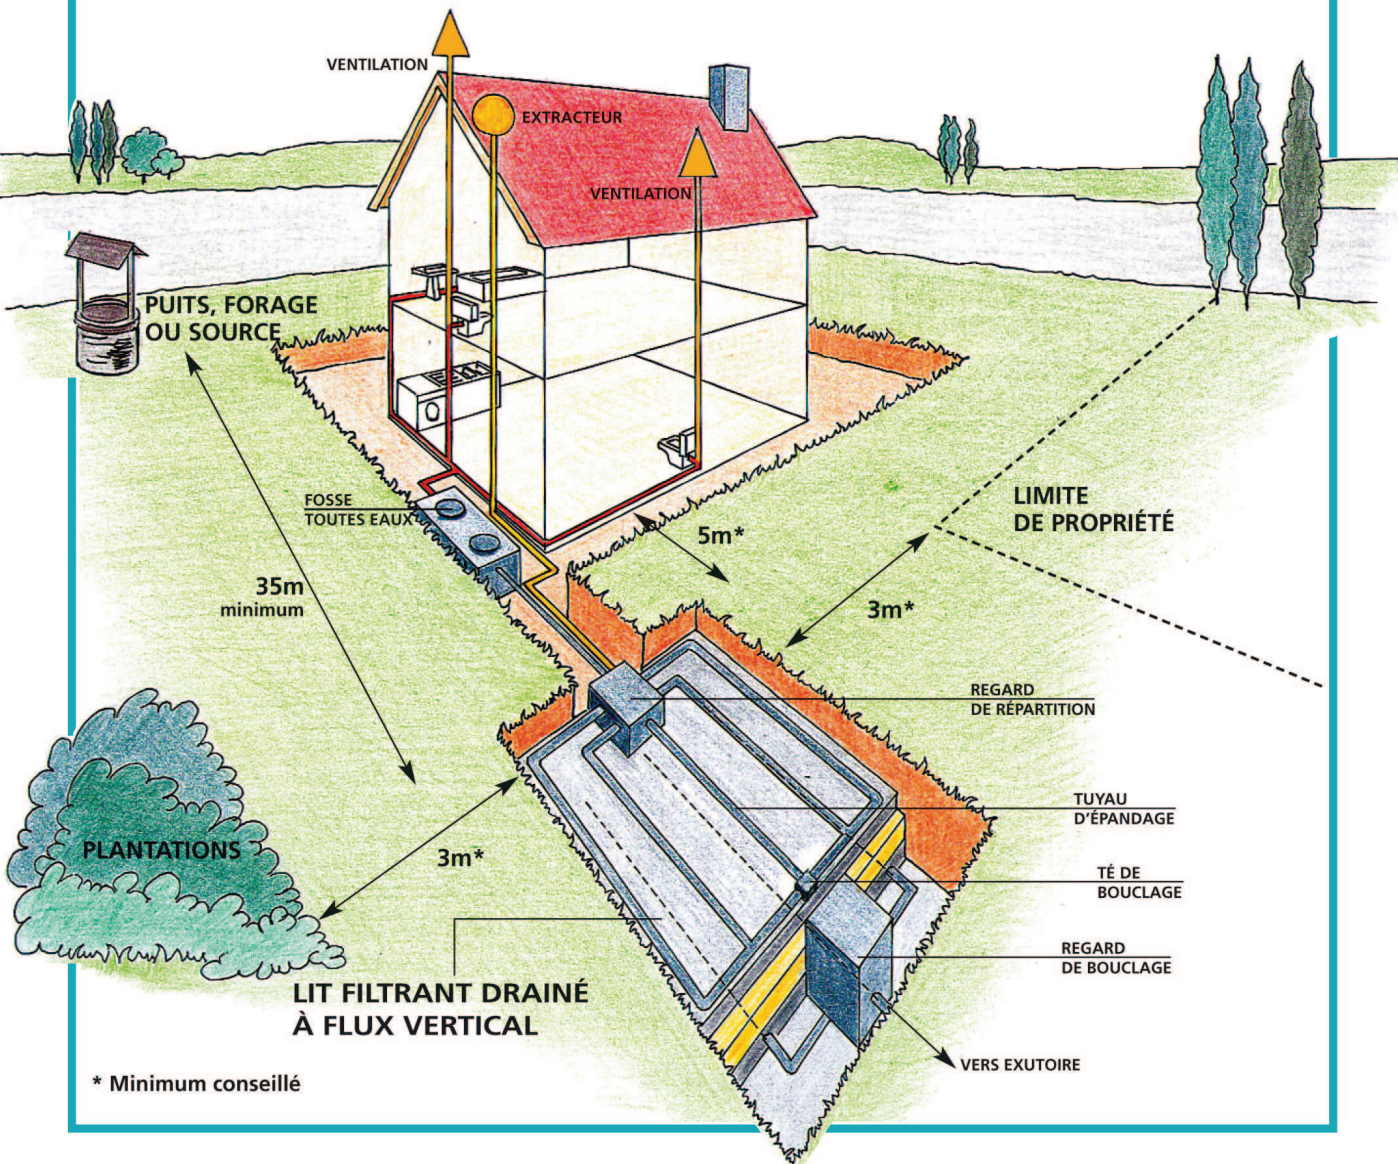 VENTILATION
EXTRACTEUR
VENTILATION
PUITS, FORAGE
OU SOURCE
FOSSE
TOUTES EAUX
LIMITE
DE PROPRIÉTÉ
5m*
35m
minimum
3m*
REGARD
DE RÉPARTITION
TUYAU
D'ÉPANDAGE
PLANTATIONS
3m*
TÉ DE
BOUCLAGE
REGARD
DE BOUCLAGE
LIT FILTRANT DRAINÉ
À FLUX VERTICAL
VERS EXUTOIRE
* Minimum conseillé